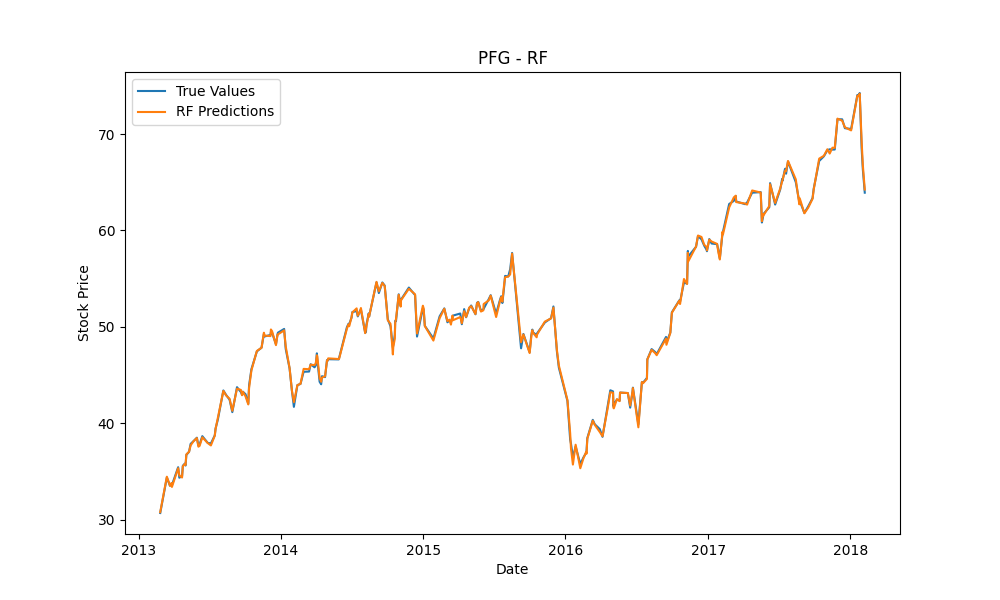 PFG - RF
True Values
RF Predictions
Stock Price
70
60
50
40
30
2013 2014 2015 2016 2017 2018
Date